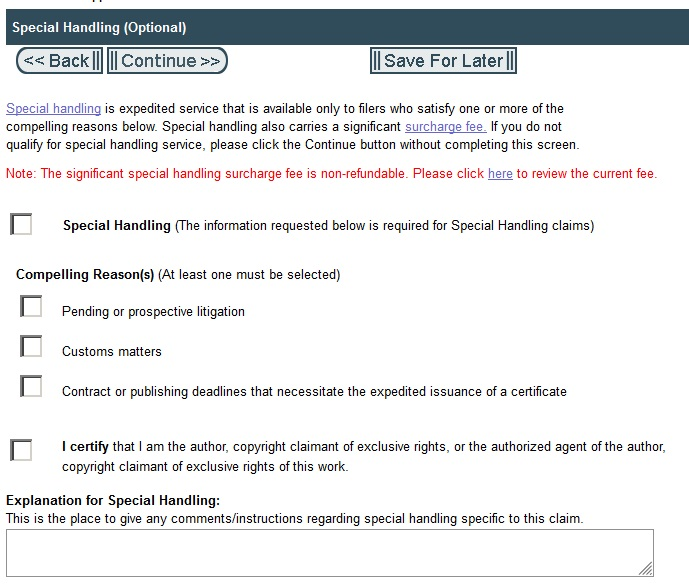 Special Handling (Optional)
<< Back
Continue >>
Save For Later
Special handling is expedited service that is available only to filers who satisfy one or more of the
compelling reasons below. Special handling also carries a significant surcharge fee. If you do not
qualify for special handling service, please click the Continue button without completing this screen.
Note: The significant special handling surcharge fee is non-refundable. Please click here to review the current fee.
Special Handling (The information requested below is required for Special Handling claims)
Compelling Reason(s) (At least one must be selected)
Pending or prospective litigation
Customs matters
Contract or publishing deadlines that necessitate the expedited issuance of a certificate
I certify that I am the author, copyright claimant of exclusive rights, or the authorized agent of the author,
copyright claimant of exclusive rights of this work.
Explanation for Special Handling:
This is the place to give any comments/instructions regarding special handling specific to this claim.